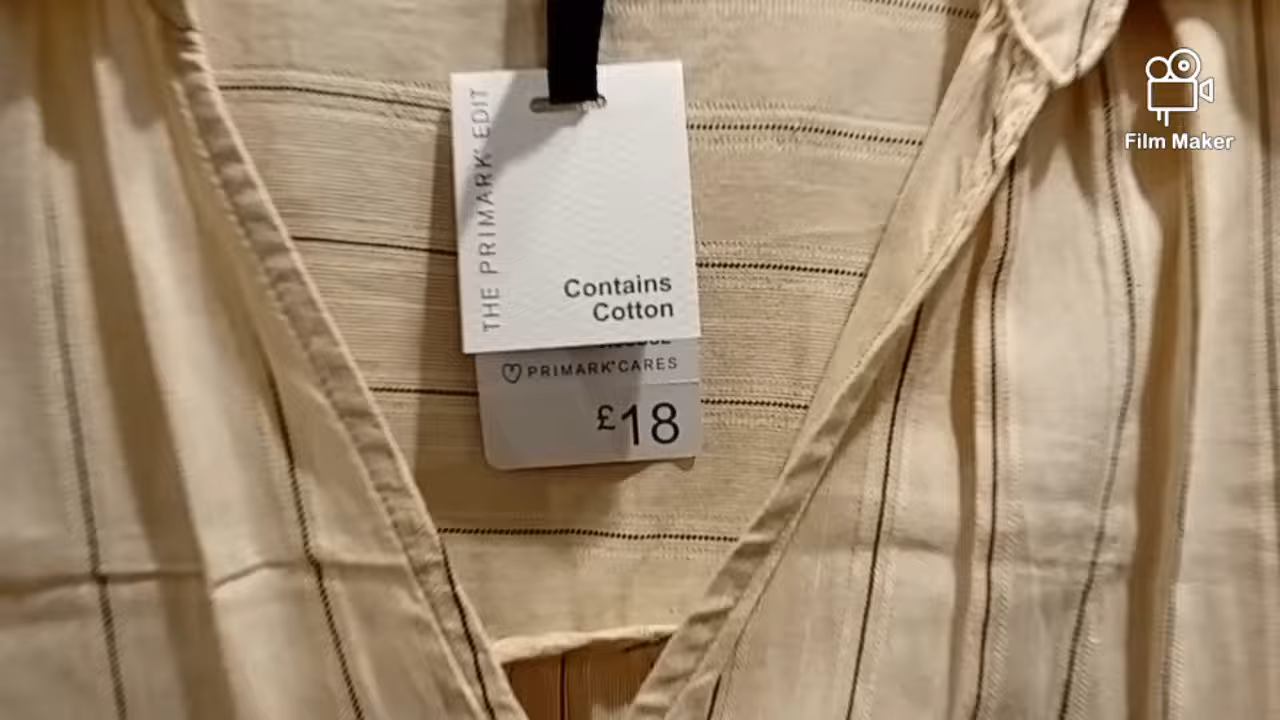 THE PRIMARK® EDIT
Contains
Cotton
PRIMARK® CARES
£18
Film Maker